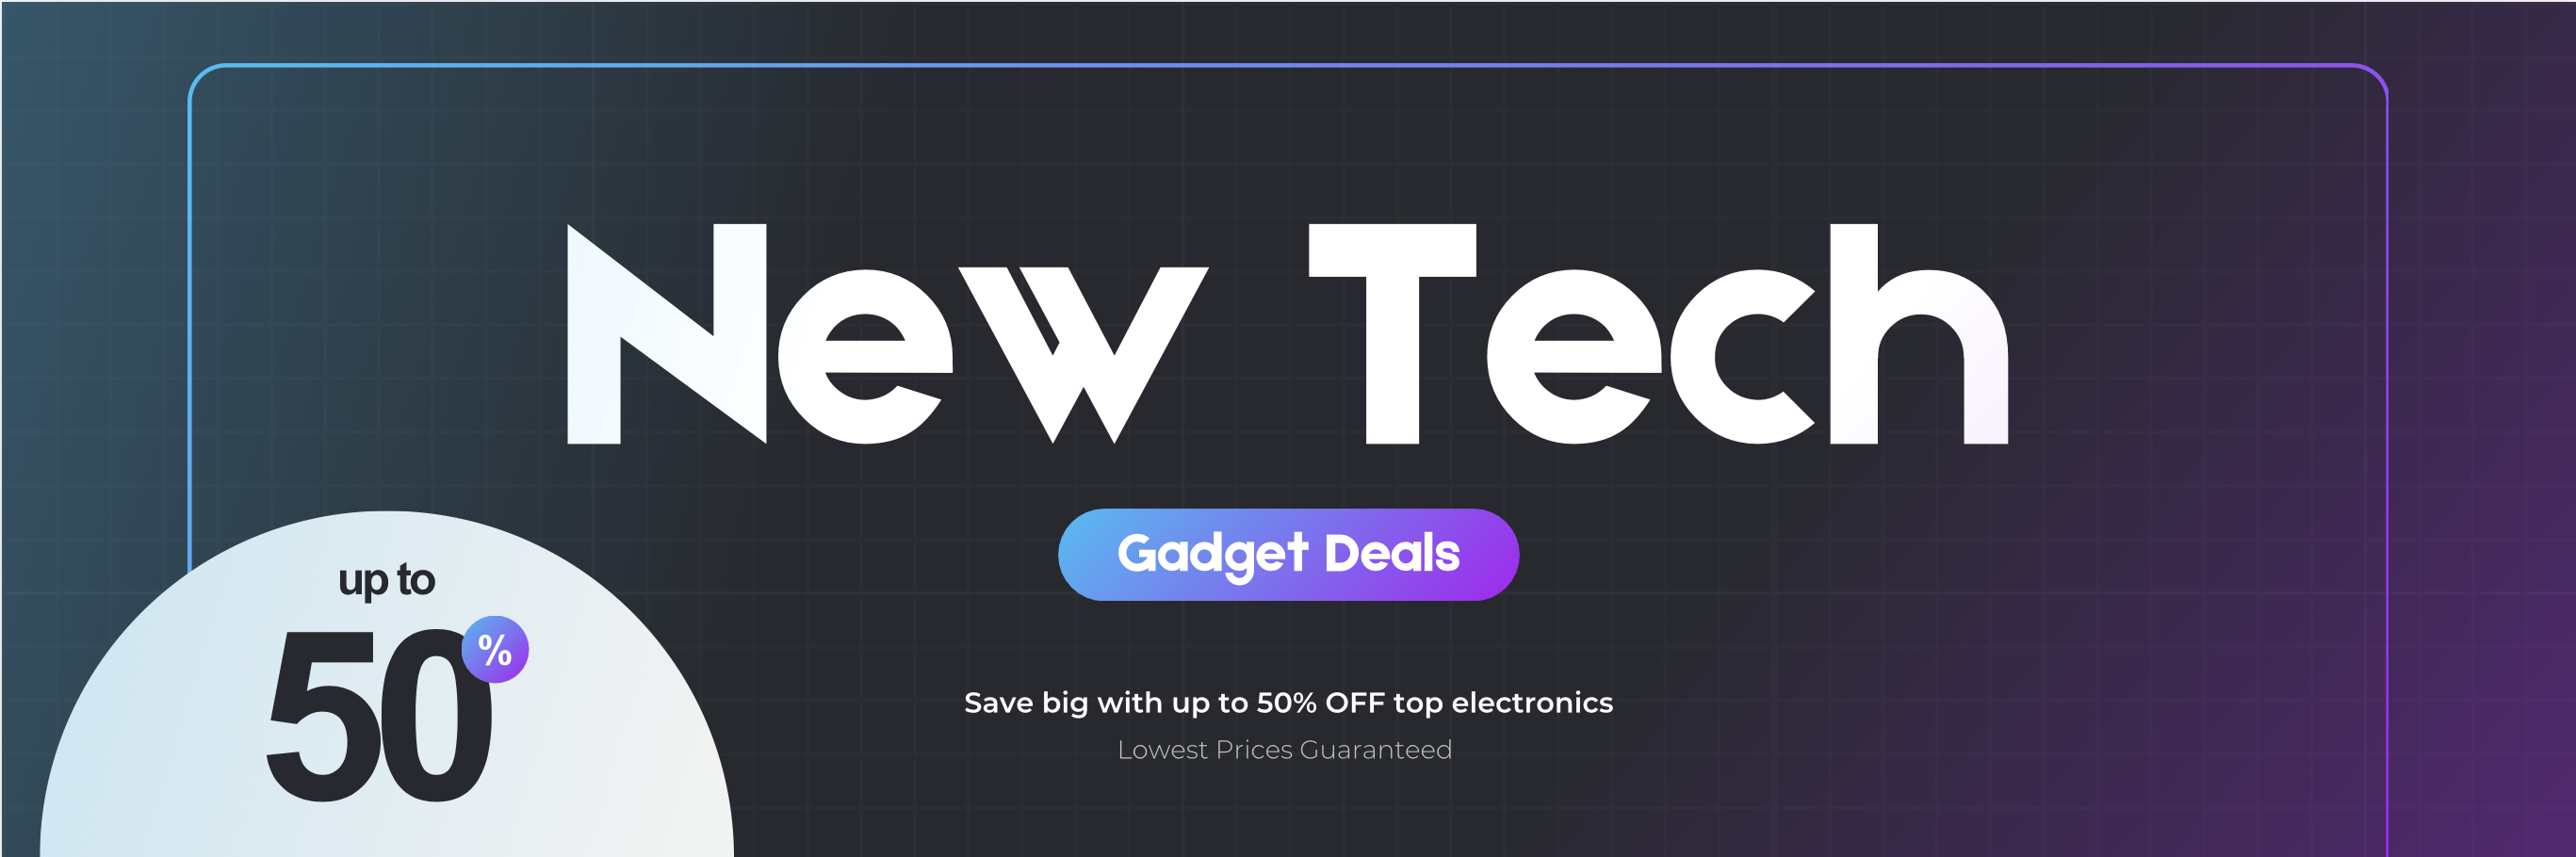 New Tech
Gadget Deals
up to
50%
Save big with up to 50% OFF top electronics
Lowest Prices Guaranteed